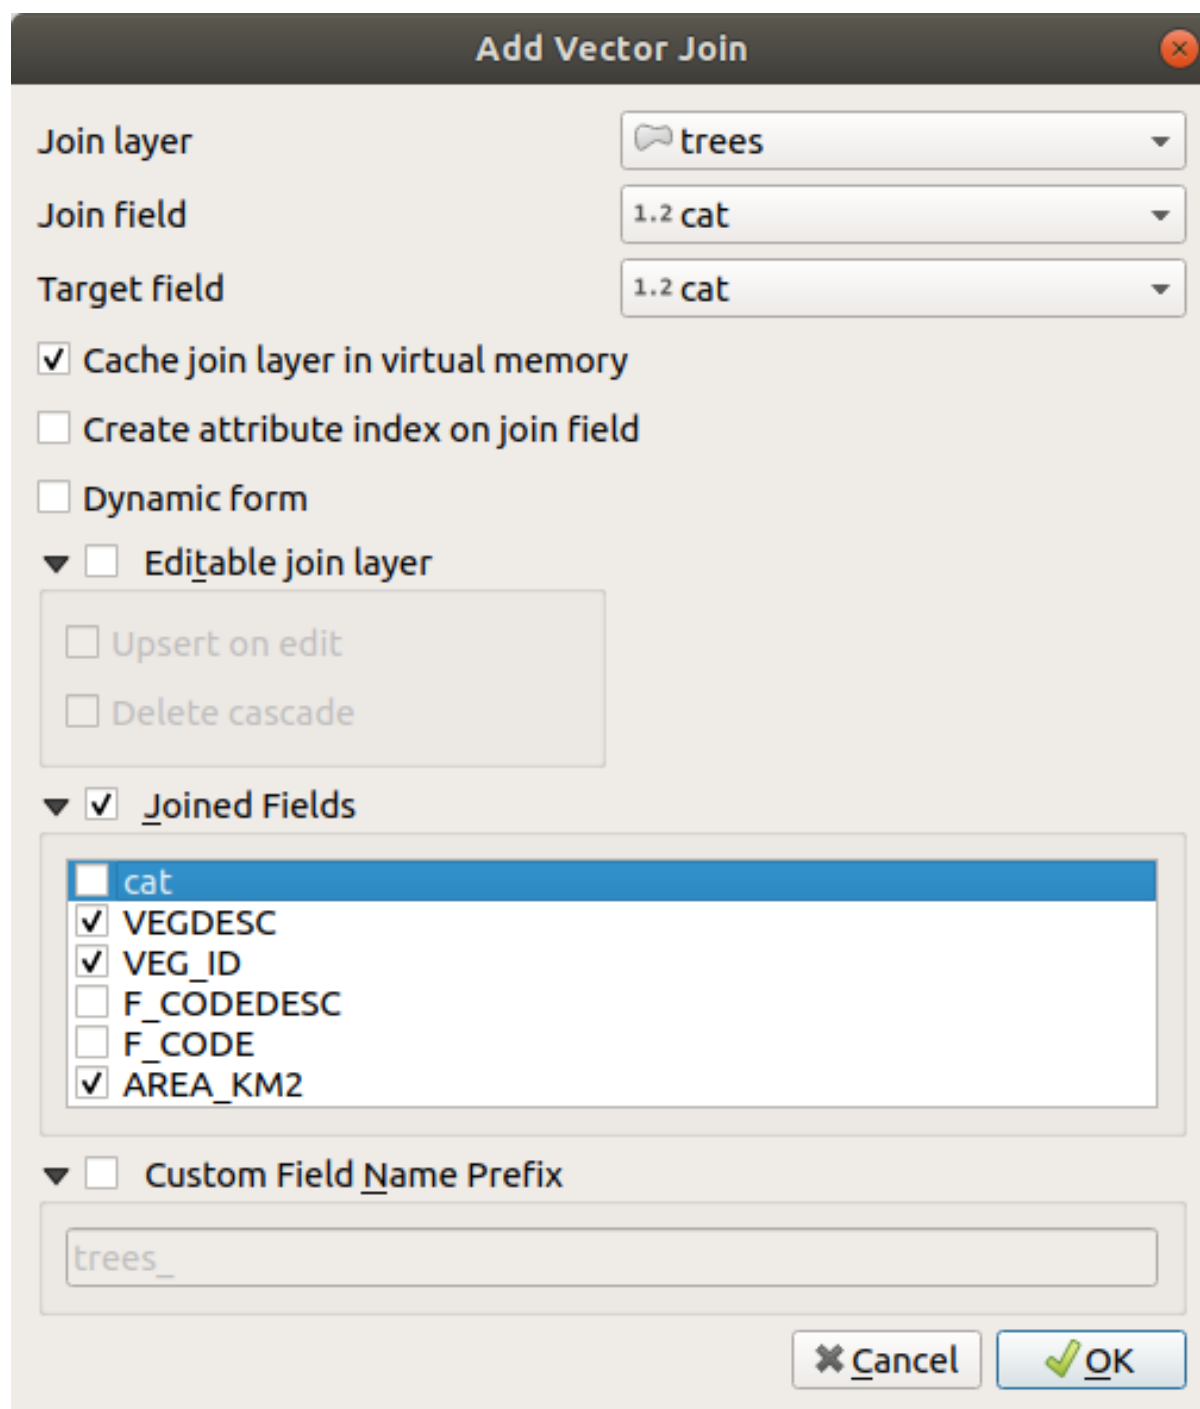 Add Vector Join
Join layer
trees
Join field
1.2 cat
Target field
1.2 cat
Cache join layer in virtual memory
Create attribute index on join field
Dynamic form
Editable join layer
Upsert on edit
Delete cascade
Joined Fields
cat
VEGDESC
VEG_ID
F_CODEDESC
F_CODE
AREA_KM2
Custom Field Name Prefix
trees_
Cancel
OK